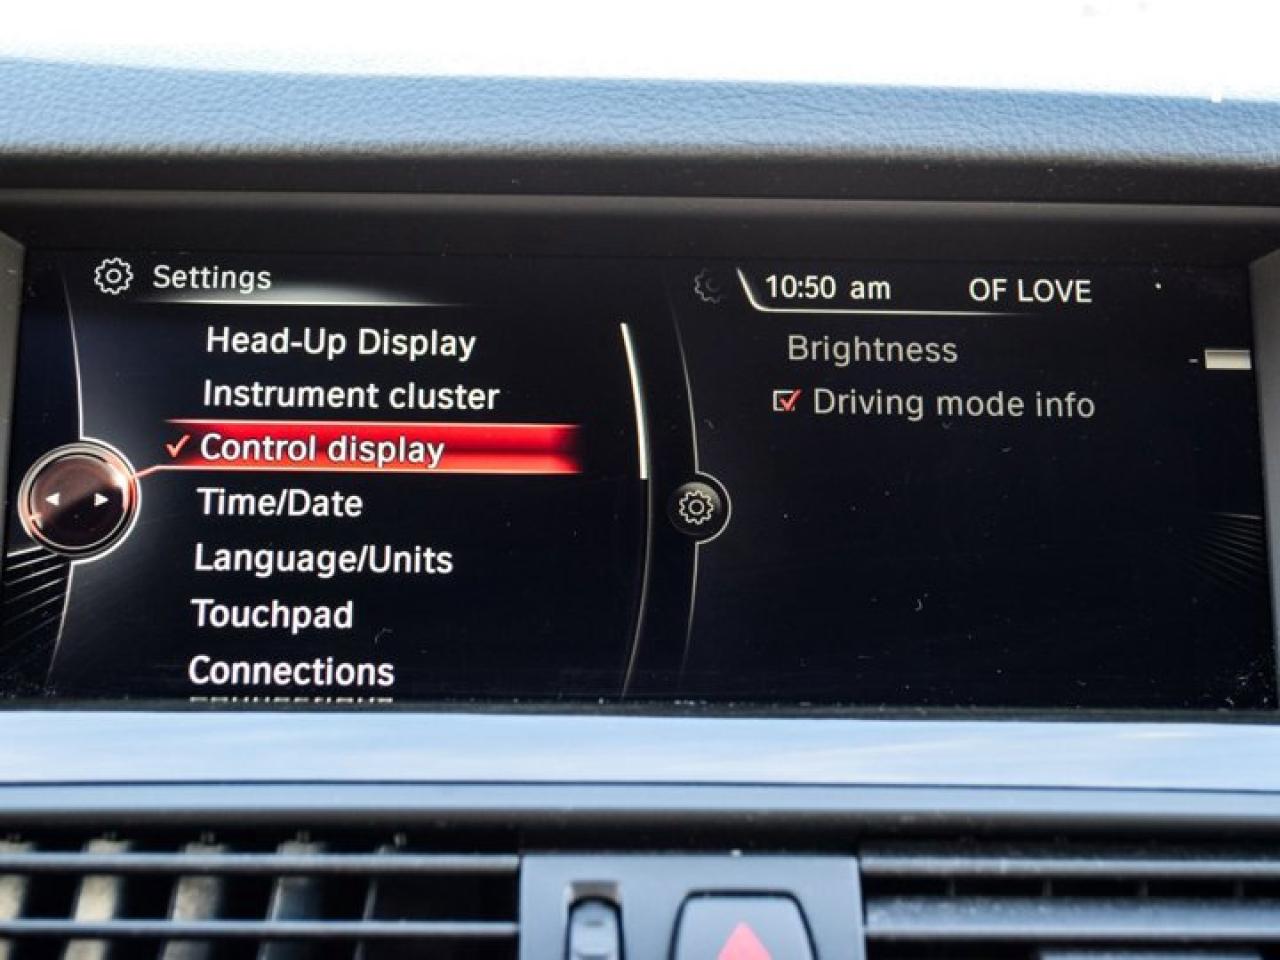 Settings
10:50 am OF LOVE
Head-Up Display
Instrument cluster
Control display
Time/Date
Language/Units
Touchpad
Connections
Brightness
Driving mode info